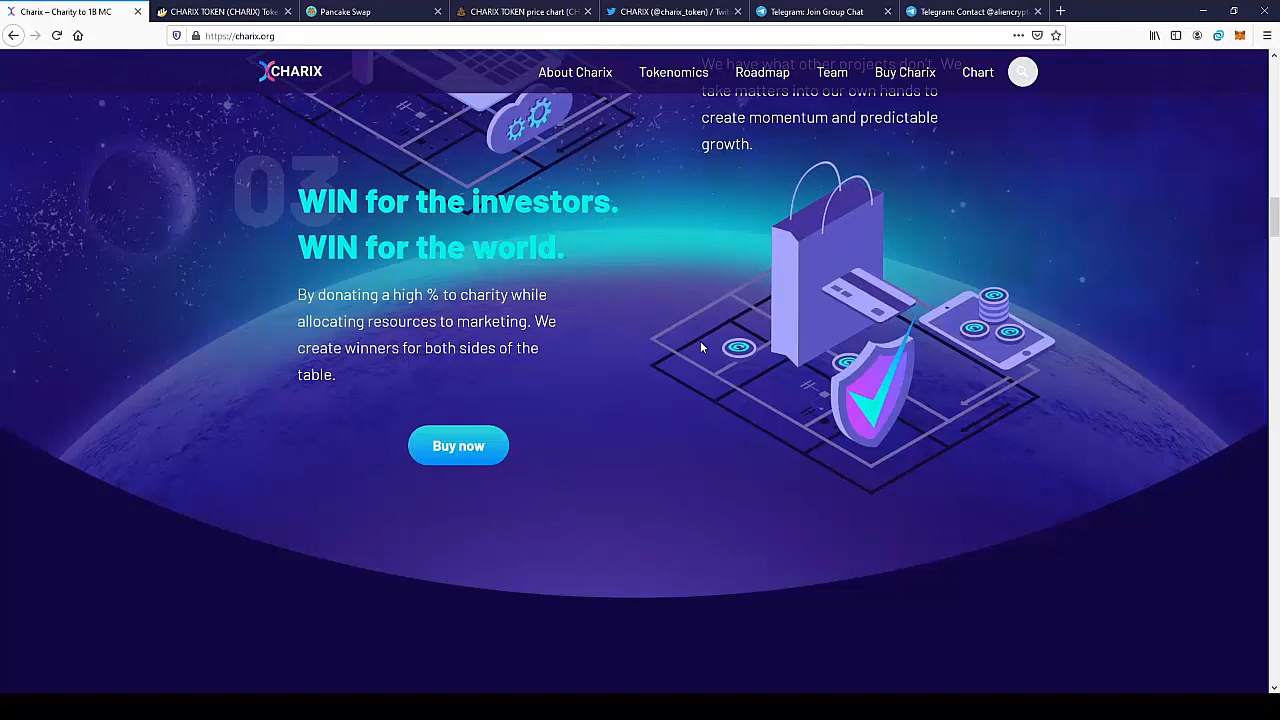 Charix – Charity to 1B MC
CHARIX TOKEN (CHARIX) Toke
Pancake Swap
CHARIX TOKEN price chart (CH
CHARIX (@charix_token) / Twit
Telegram: Join Group Chat
Telegram: Contact @aliencrypt
https://charix.org
CHARIX
About Charix
Tokenomics
Roadmap
Team
Buy Charix
Chart
We have what other projects don't. We
take matters into our own hands to
create momentum and predictable
growth.
03
WIN for the investors.
WIN for the world.
By donating a high % to charity while
allocating resources to marketing. We
create winners for both sides of the
table.
Buy now